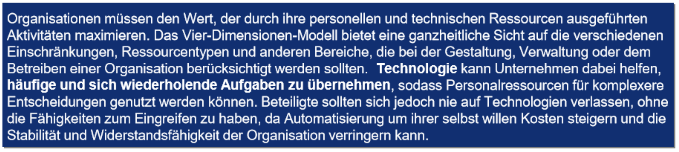 Organisationen müssen den Wert, der durch ihre personellen und technischen Ressourcen ausgeführten
Aktivitäten maximieren. Das Vier-Dimensionen-Modell bietet eine ganzheitliche Sicht auf die verschiedenen
Einschränkungen, Ressourcentypen und anderen Bereiche, die bei der Gestaltung, Verwaltung oder dem
Betreiben einer Organisation berücksichtigt werden sollten. Technologie kann Unternehmen dabei helfen,
häufige und sich wiederholende Aufgaben zu übernehmen, sodass Personalressourcen für komplexere
Entscheidungen genutzt werden können. Beteiligte sollten sich jedoch nie auf Technologien verlassen, ohne
die Fähigkeiten zum Eingreifen zu haben, da Automatisierung um ihrer selbst willen Kosten steigern und die
Stabilität und Widerstandsfähigkeit der Organisation verringern kann.